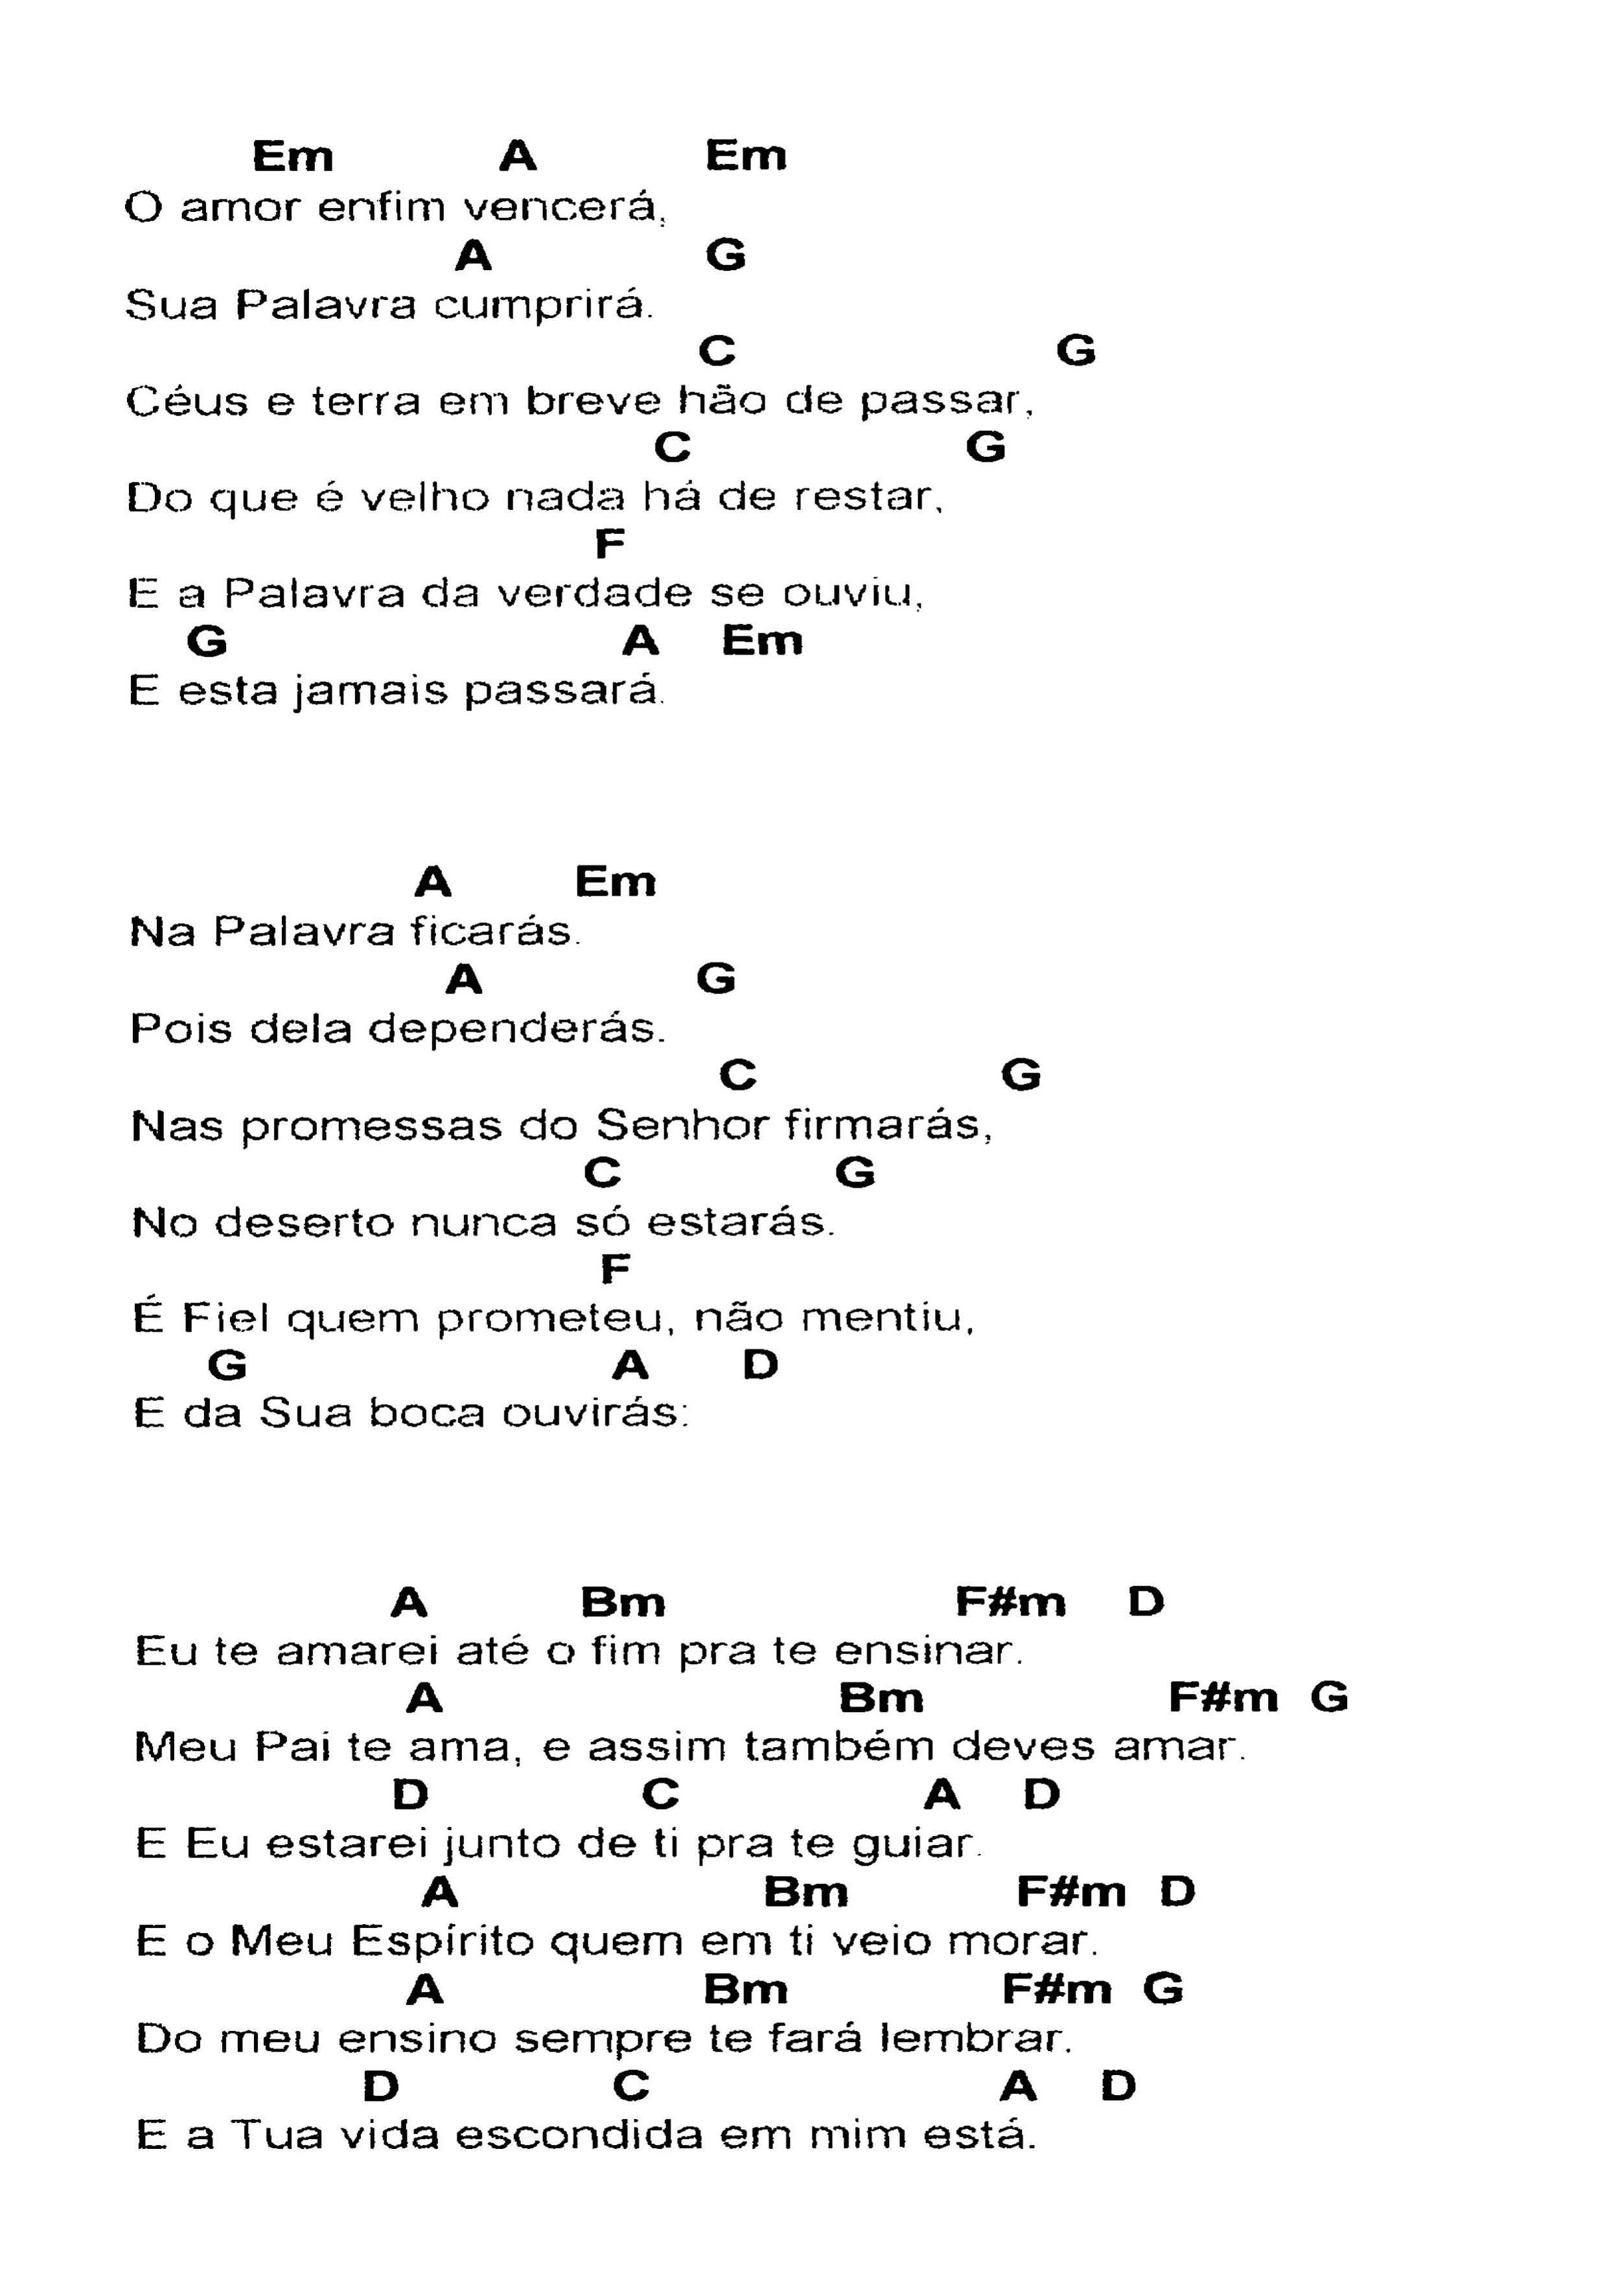 Em A Em
O amor enfim vencerá,
A G
Sua Palavra cumprirá.
C G
Céus e terra em breve hão de passar,
C G
Do que é velho nada há de restar,
F
E a Palavra da verdade se ouviu,
G A Em
E esta jamais passará.
A Em
Na Palavra ficarás.
A G
Pois dela dependerás.
C G
Nas promessas do Senhor firmarás,
C G
No deserto nunca só estarás.
F
É Fiel quem prometeu, não mentiu,
G A D
E da Sua boca ouvirás:
A Bm F#m D
Eu te amarei até o fim pra te ensinar.
A Bm F#m G
Meu Pai te ama, e assim também deves amar.
D C A D
E Eu estarei junto de ti pra te guiar.
A Bm F#m D
E o Meu Espírito quem em ti veio morar.
A Bm F#m G
Do meu ensino sempre te fará lembrar.
D C A D
E a Tua vida escondida em mim está.